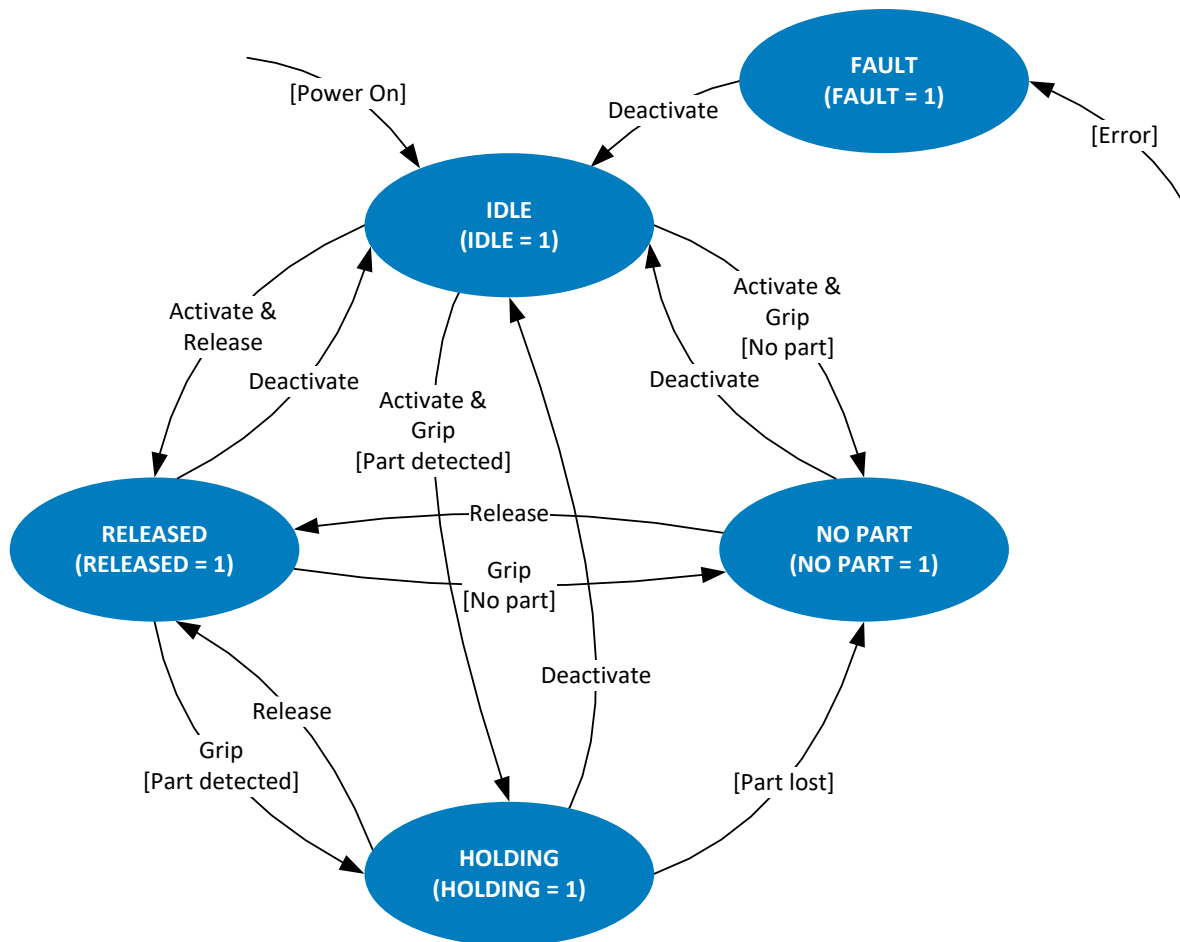 FAULT
(FAULT = 1)
[Power On]
Deactivate
[Error]
IDLE
(IDLE = 1)
Activate &
Release
Activate &
Grip
[No part]
Deactivate
Deactivate
Activate &
Grip
[Part detected]
RELEASED
(RELEASED = 1)
Release
NO PART
(NO PART = 1)
Grip
[No part]
Deactivate
Release
Grip
[Part detected]
[Part lost]
HOLDING
(HOLDING = 1)